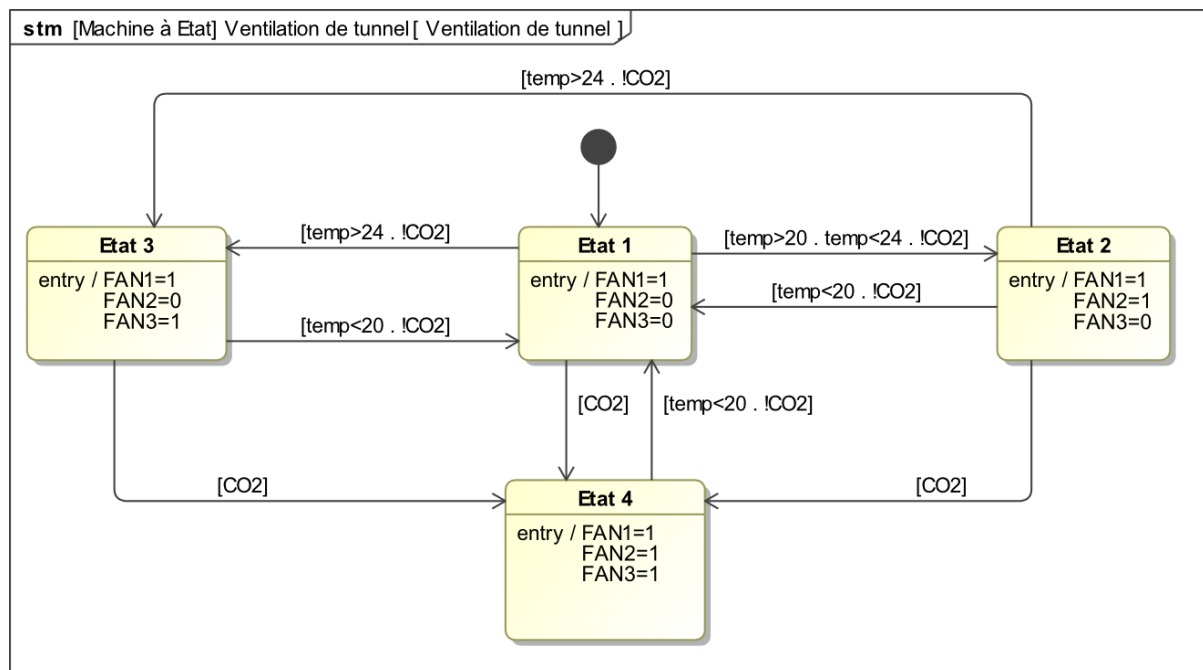 stm [Machine à Etat] Ventilation de tunnel [ Ventilation de tunnel ]
[temp>24 . !CO2]
Etat 3
entry / FAN1=1
FAN2=0
FAN3=1
[temp>24 . !CO2]
[temp<20 . !CO2]
Etat 1
entry / FAN1=1
FAN2=0
FAN3=0
[temp>20 . temp<24 . !CO2]
[temp<20 . !CO2]
Etat 2
entry / FAN1=1
FAN2=1
FAN3=0
[CO2]
[temp<20 . !CO2]
[CO2]
[CO2]
Etat 4
entry / FAN1=1
FAN2=1
FAN3=1